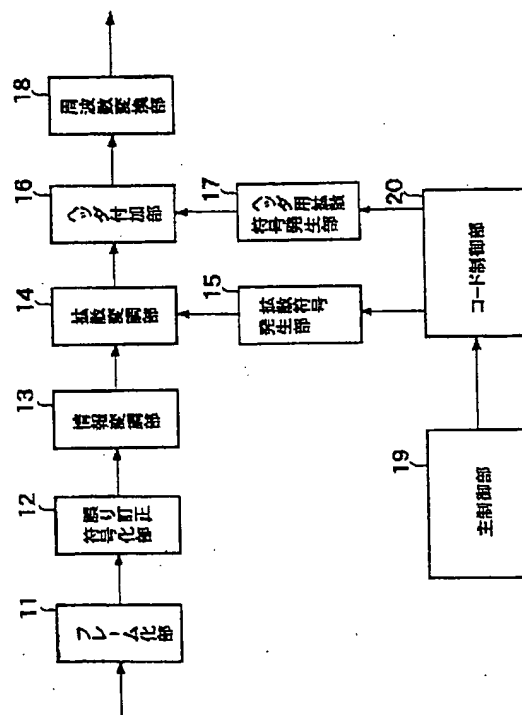 11
フレーム化部
12
誤り訂正
符号化部
13
情報変調部
14
拡散変調部
16
ヘッダ付加部
18
周波数変換部
15
拡散符号
発生部
17
ヘッダ用拡散
符号発生部
19
主制御部
20
コード制御部